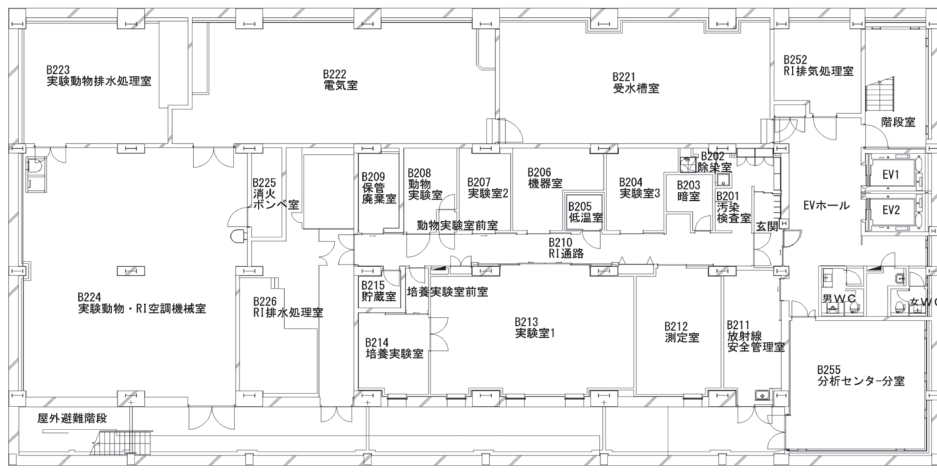 B223
実験動物排水処理室
B222
電気室
B221
受水槽室
B252
RI排気処理室
階段室
B225
消火
ボンベ室
B209
保管
廃棄室
B208
動物
実験室
B207
実験2
動物実験室前室
B206
機器室
B205
低温室
B204
実験室3
B203
暗室
B202
除染室
B201
汚染
検査室
玄関
EVホール
EV1
EV2
B210
RI通路
B224
実験動物・RI空調機械室
B226
RI排水処理室
B215
貯蔵室
培養実験室前室
B214
培養実験室
B213
実験室1
B212
測定室
B211
放射線
安全管理室
男WC
女WC
B255
分析センター分室
屋外避難階段